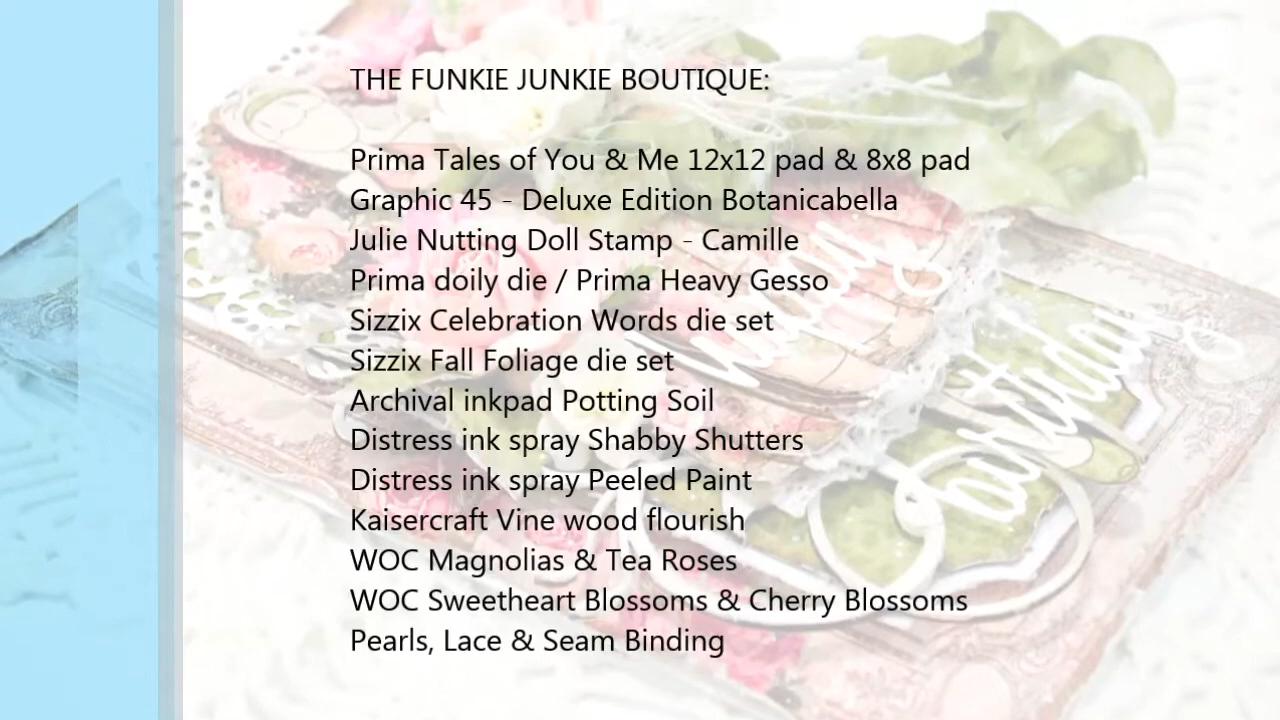 THE FUNKIE JUNKIE BOUTIQUE:
Prima Tales of You & Me 12x12 pad & 8x8 pad
Graphic 45 - Deluxe Edition Botanicabella
Julie Nutting Doll Stamp - Camille
Prima doily die / Prima Heavy Gesso
Sizzix Celebration Words die set
Sizzix Fall Foliage die set
Archival inkpad Potting Soil
Distress ink spray Shabby Shutters
Distress ink spray Peeled Paint
Kaisercraft Vine wood flourish
WOC Magnolias & Tea Roses
WOC Sweetheart Blossoms & Cherry Blossoms
Pearls, Lace & Seam Binding
happy
birthday